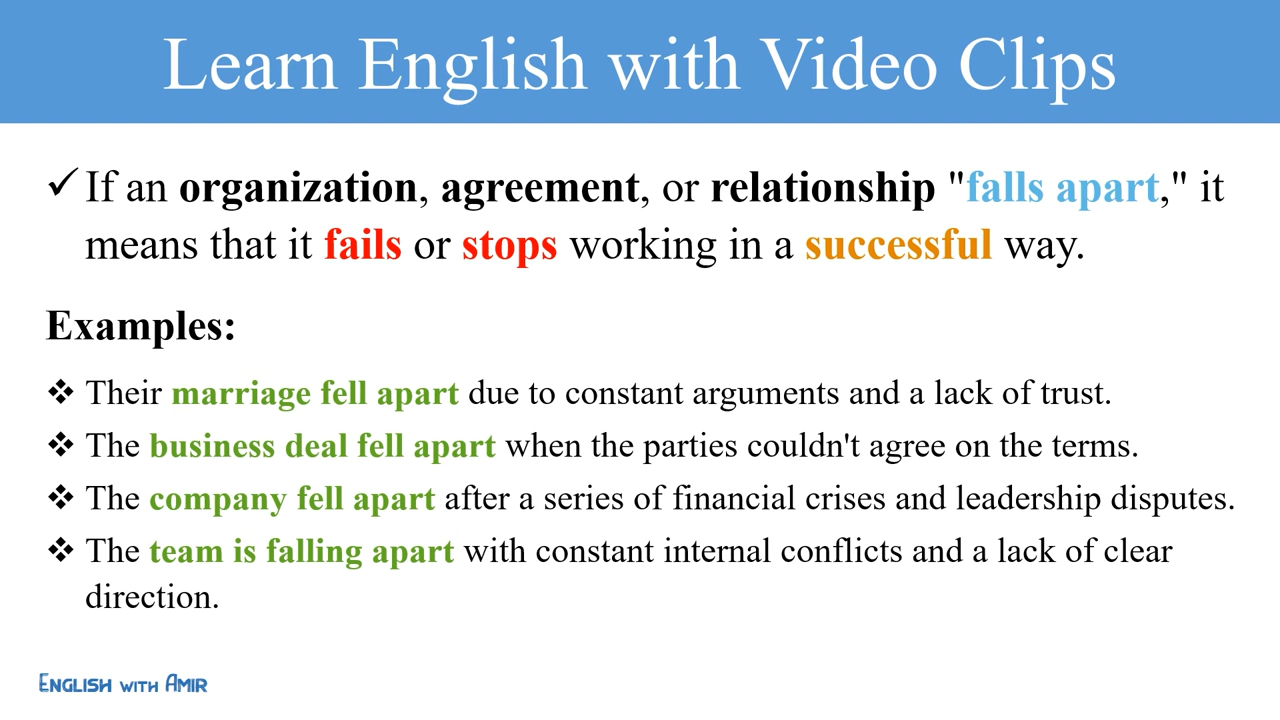 Learn English with Video Clips
✓ If an organization, agreement, or relationship "falls apart," it
means that it fails or stops working in a successful way.
Examples:
❖ Their marriage fell apart due to constant arguments and a lack of trust.
❖ The business deal fell apart when the parties couldn't agree on the terms.
❖ The company fell apart after a series of financial crises and leadership disputes.
❖ The team is falling apart with constant internal conflicts and a lack of clear
direction.
English with Amir